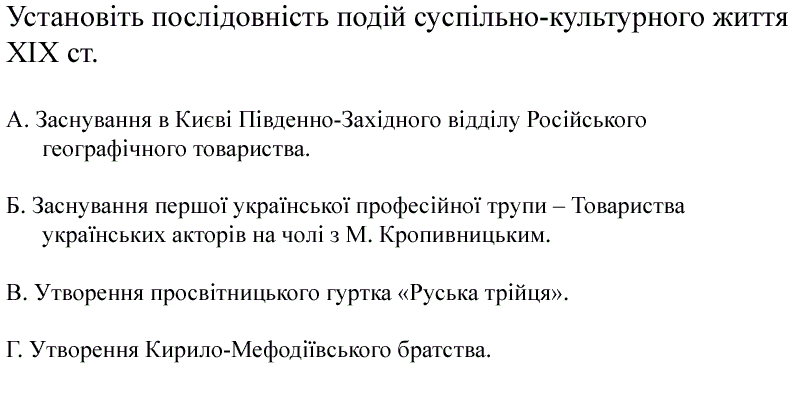 Установіть послідовність подій суспільно-культурного життя
XIX ст.
А. Заснування в Києві Південно-Західного відділу Російського
географічного товариства.
Б. Заснування першої української професійної трупи – Товариства
українських акторів на чолі з М. Кропивницьким.
В. Утворення просвітницького гуртка «Руська трійця».
Г. Утворення Кирило-Мефодіївського братства.